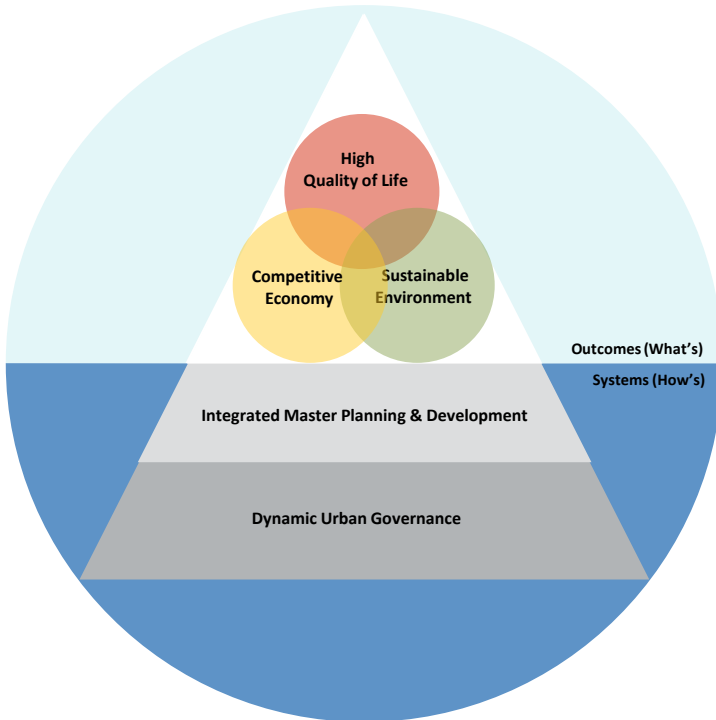 High
Quality of Life
Competitive
Economy
Sustainable
Environment
Outcomes (What's)
Systems (How's)
Integrated Master Planning & Development
Dynamic Urban Governance